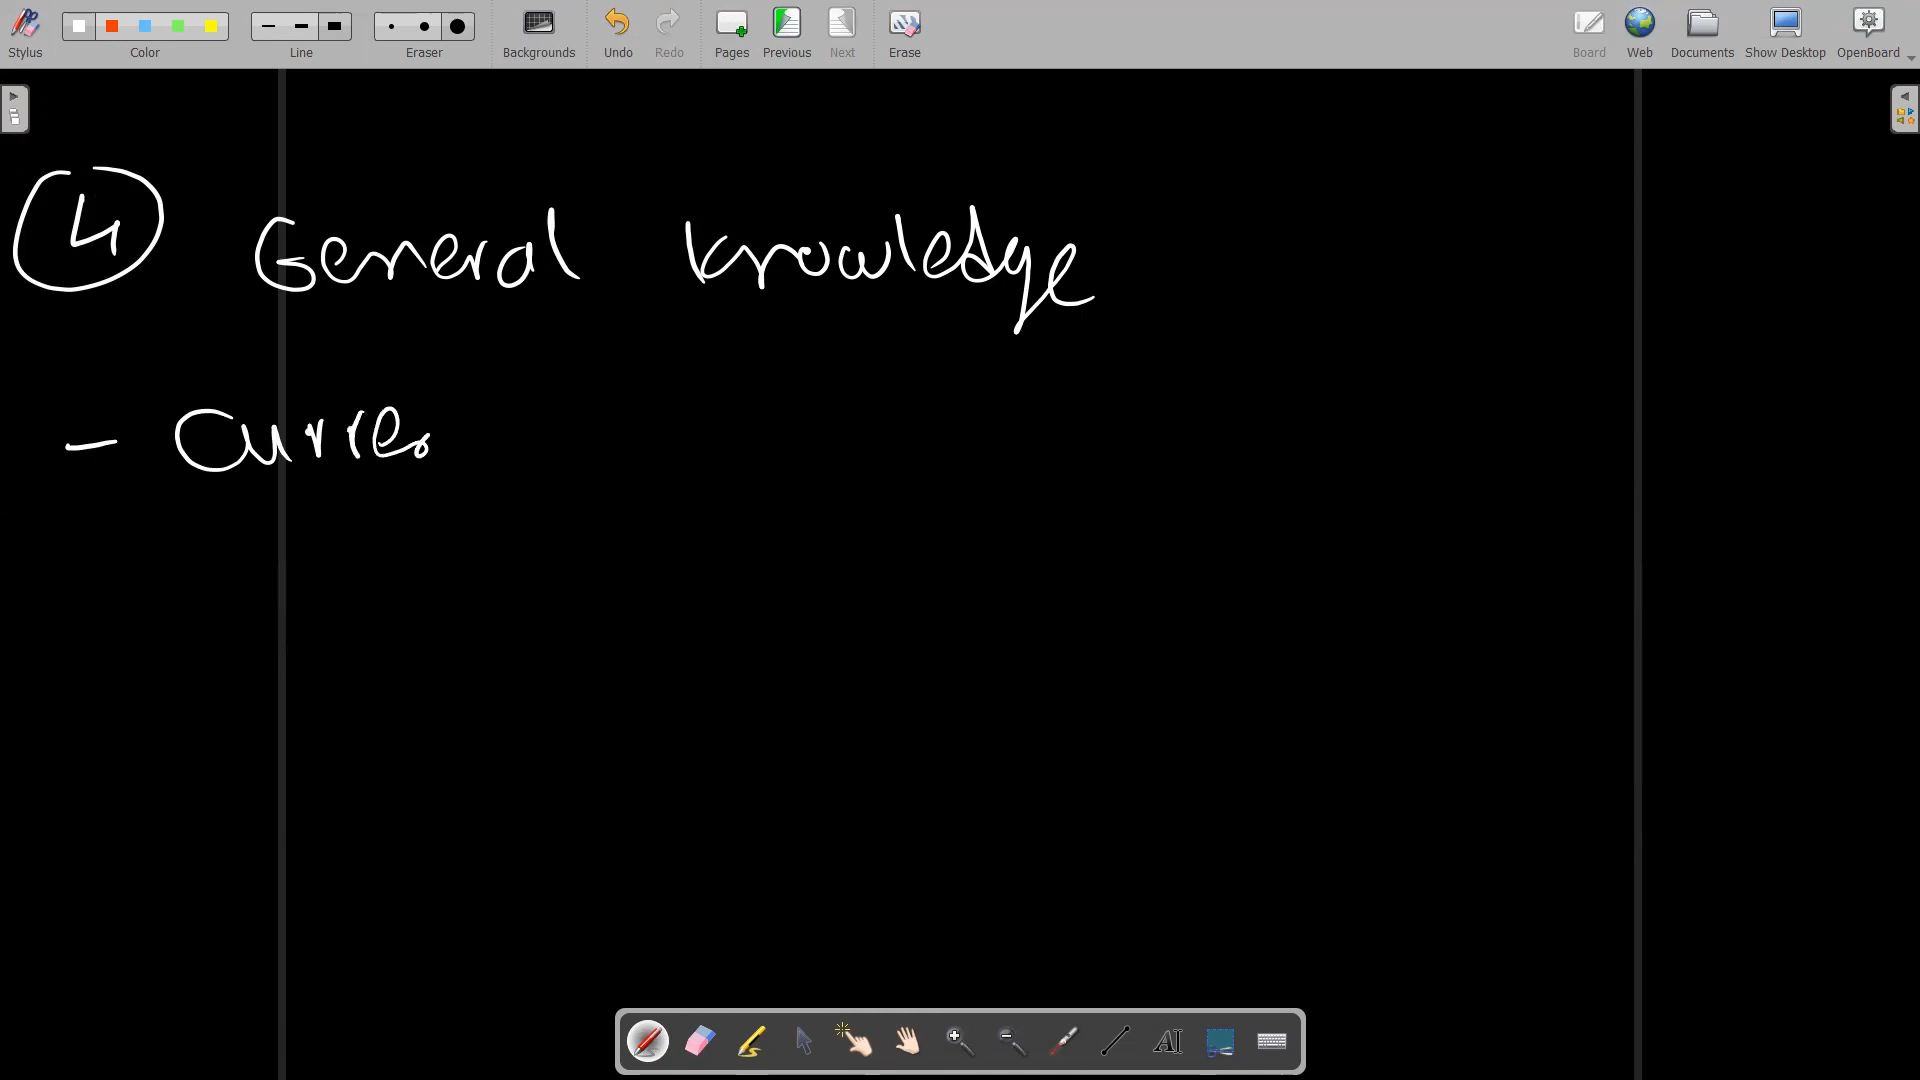 Stylus Color Line Eraser Backgrounds Undo Redo Pages Previous Next Erase Board Web Documents Show Desktop OpenBoard
4 General knowledge
- Curre